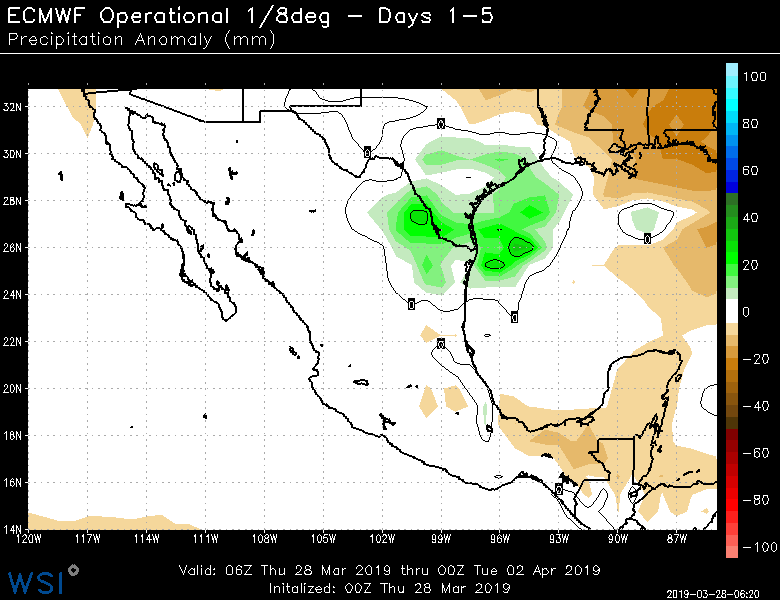 ECMWF Operational 1/8deg – Days 1–5
Precipitation Anomaly (mm)
32N
30N
28N
26N
24N
22N
20N
18N
16N
14N
120W 117W 114W 111W 108W 105W 102W 99W 96W 93W 90W 87W
0
0
0
0
0
0
0
100
80
60
40
20
0
−20
−40
−60
−80
−100
Valid: 06Z Thu 28 Mar 2019 thru 00Z Tue 02 Apr 2019
Initalized: 00Z Thu 28 Mar 2019
WSI
2019-03-28-06:20